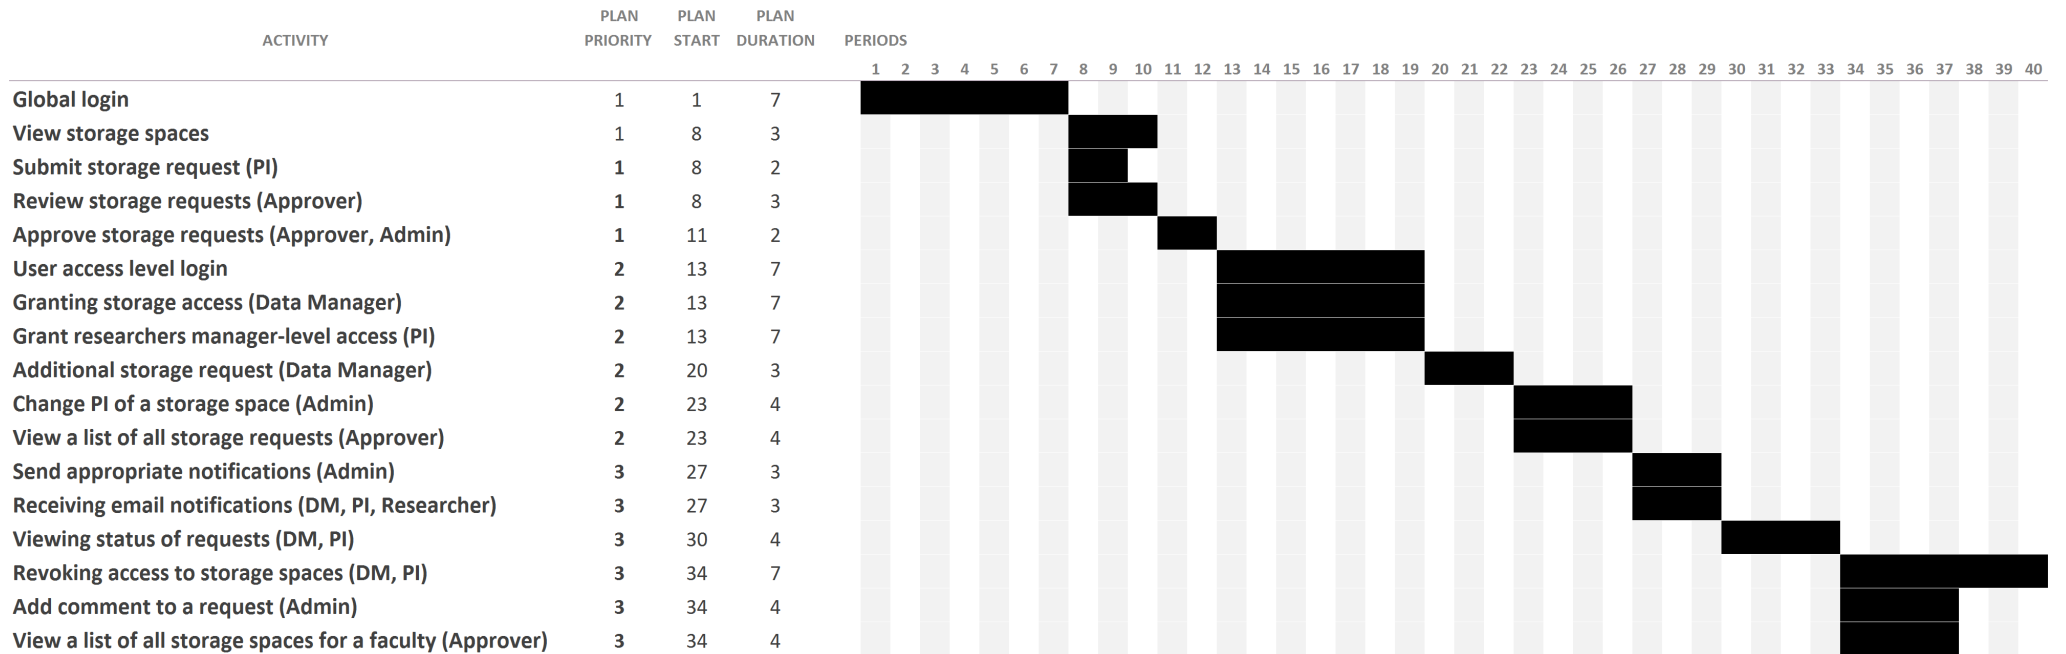 PLAN PLAN PLAN
ACTIVITY PRIORITY START DURATION PERIODS
1 2 3 4 5 6 7 8 9 10 11 12 13 14 15 16 17 18 19 20 21 22 23 24 25 26 27 28 29 30 31 32 33 34 35 36 37 38 39 40
Global login 1 1 7
View storage spaces 1 8 3
Submit storage request (PI) 1 8 2
Review storage requests (Approver) 1 8 3
Approve storage requests (Approver, Admin) 1 11 2
User access level login 2 13 7
Granting storage access (Data Manager) 2 13 7
Grant researchers manager-level access (PI) 2 13 7
Additional storage request (Data Manager) 2 20 3
Change PI of a storage space (Admin) 2 23 4
View a list of all storage requests (Approver) 2 23 4
Send appropriate notifications (Admin) 3 27 3
Receiving email notifications (DM, PI, Researcher) 3 27 3
Viewing status of requests (DM, PI) 3 30 4
Revoking access to storage spaces (DM, PI) 3 34 7
Add comment to a request (Admin) 3 34 4
View a list of all storage spaces for a faculty (Approver) 3 34 4